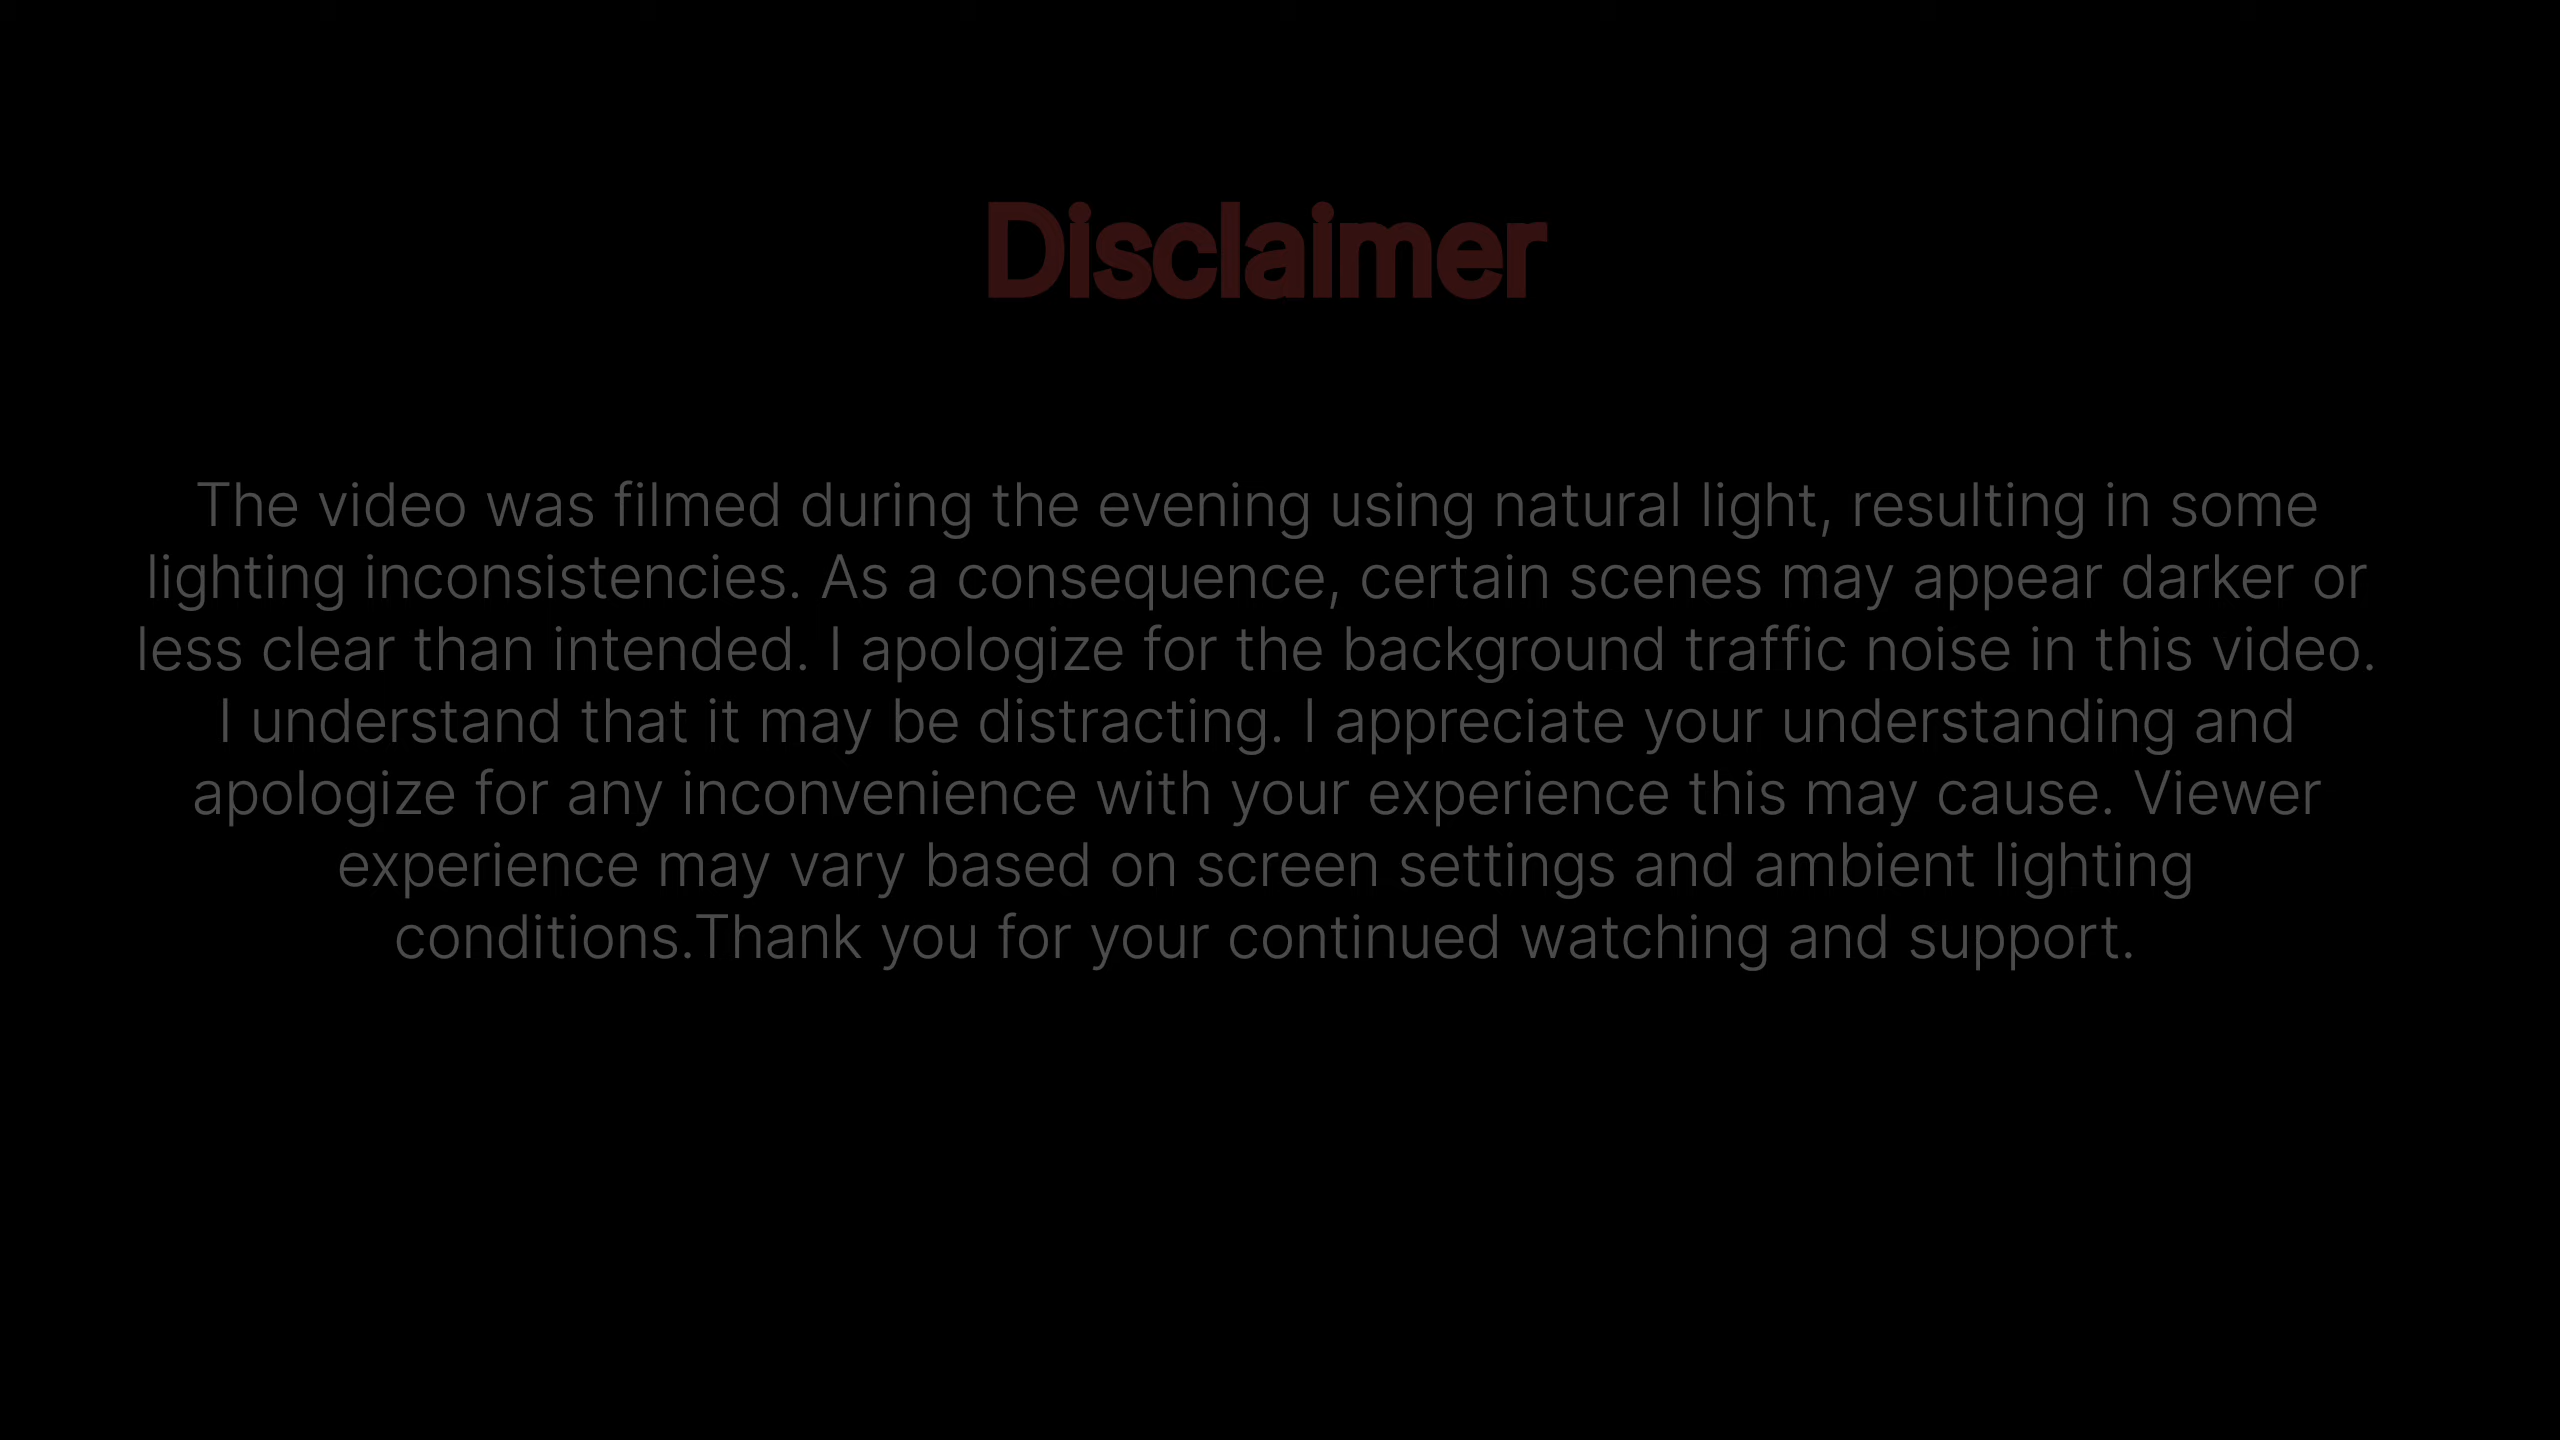 Disclaimer
The video was filmed during the evening using natural light, resulting in some
lighting inconsistencies. As a consequence, certain scenes may appear darker or
less clear than intended. I apologize for the background traffic noise in this video.
I understand that it may be distracting. I appreciate your understanding and
apologize for any inconvenience with your experience this may cause. Viewer
experience may vary based on screen settings and ambient lighting
conditions.Thank you for your continued watching and support.